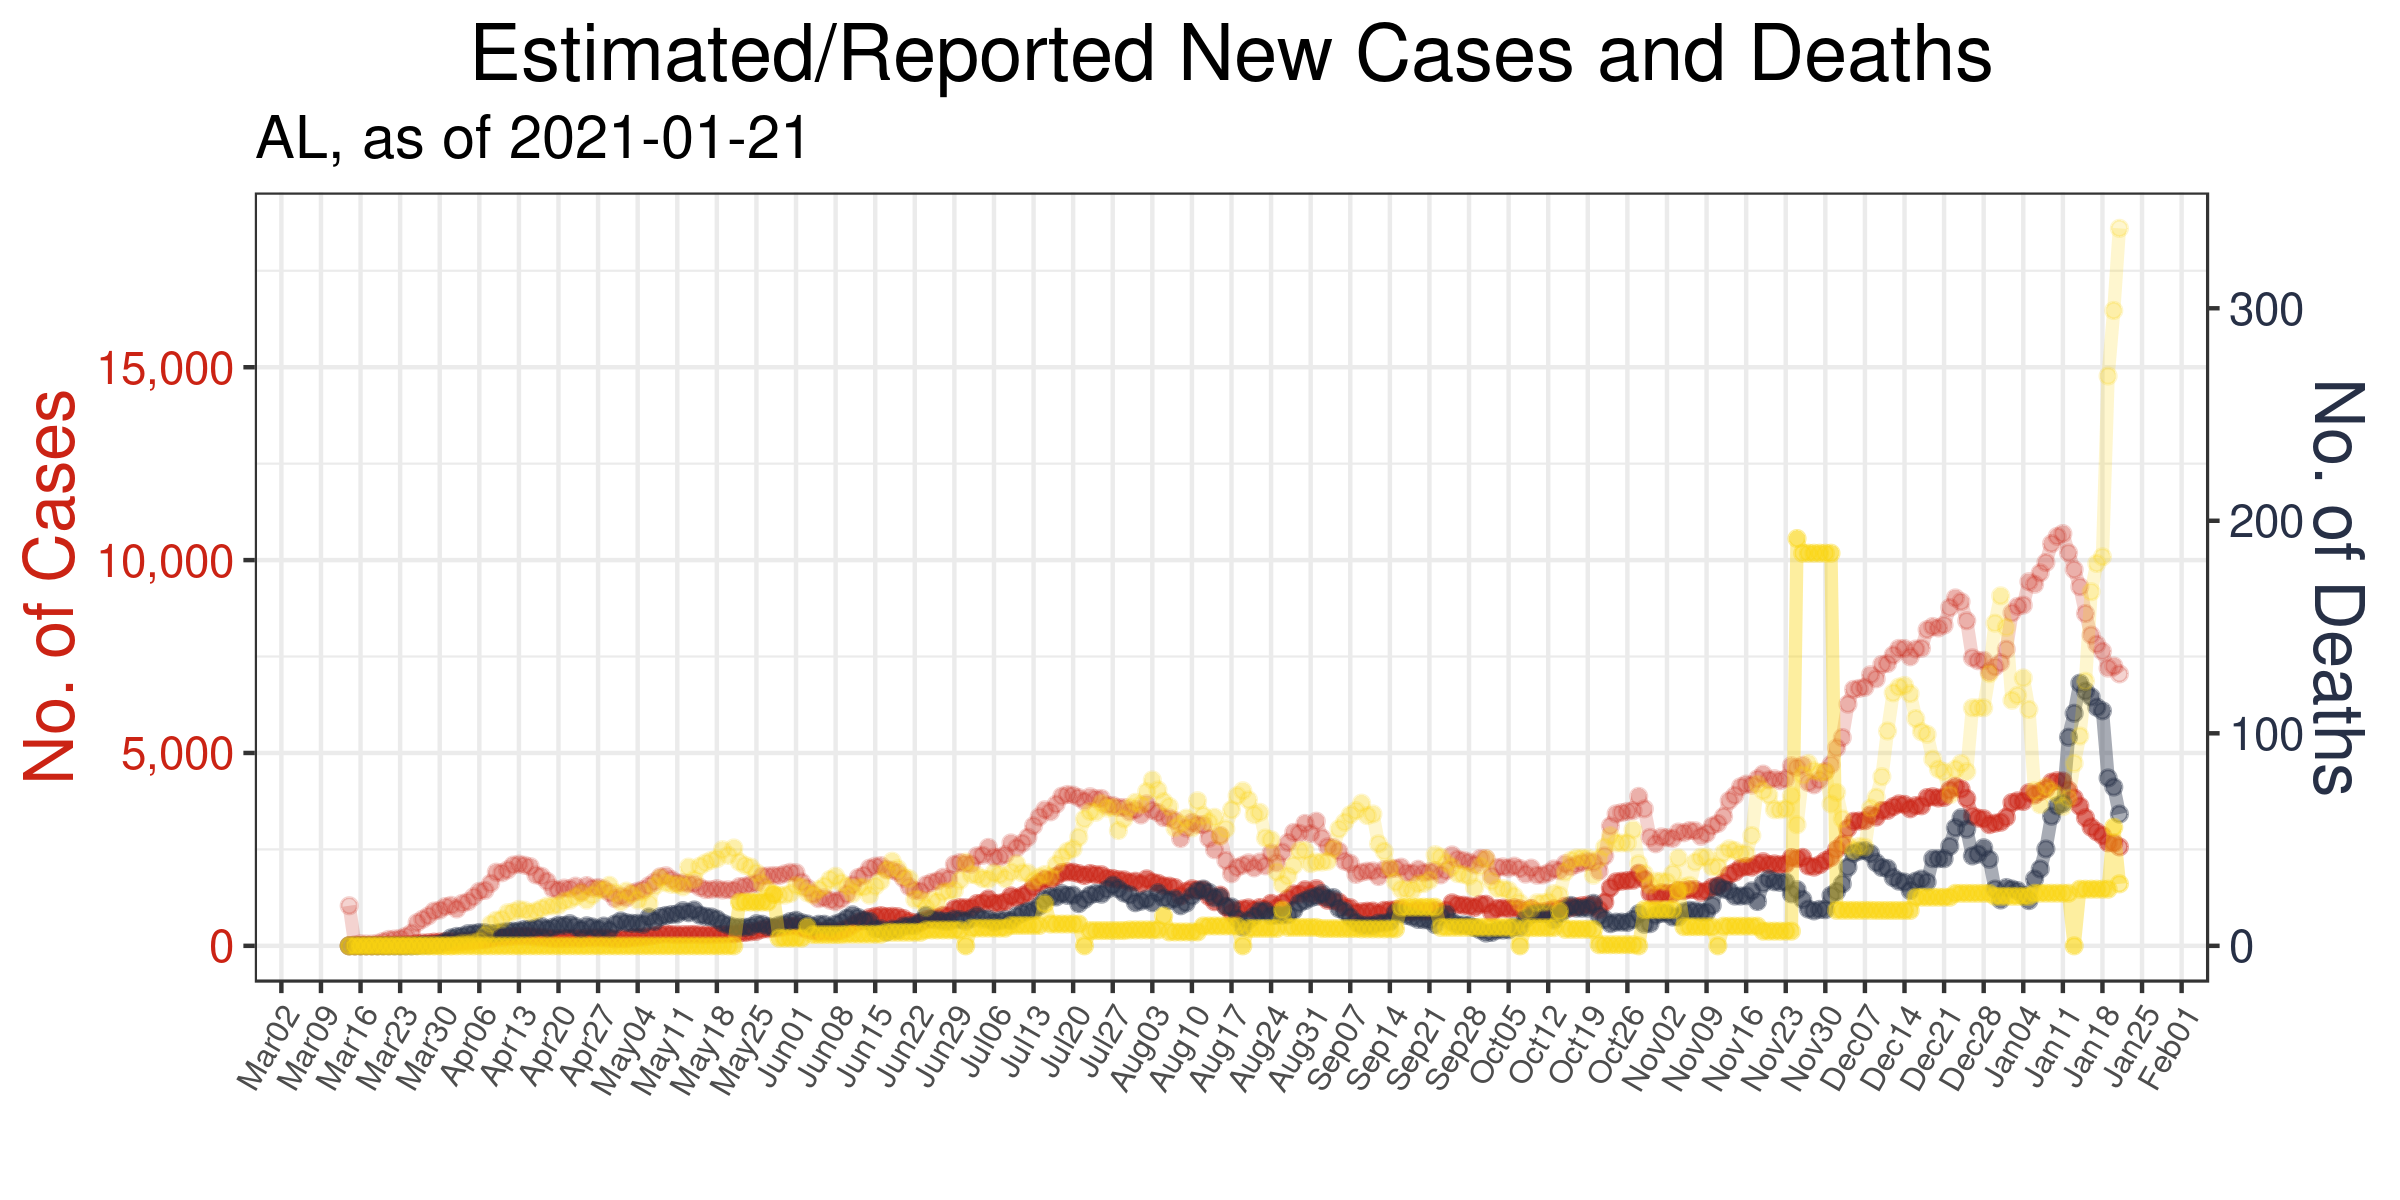 Estimated/Reported New Cases and Deaths
AL, as of 2021-01-21
No. of Cases
15,000
10,000
5,000
0
300
200
100
0
No. of Deaths
Mar02
Mar09
Mar16
Mar23
Mar30
Apr06
Apr13
Apr20
Apr27
May04
May11
May18
May25
Jun01
Jun08
Jun15
Jun22
Jun29
Jul06
Jul13
Jul20
Jul27
Aug03
Aug10
Aug17
Aug24
Aug31
Sep07
Sep14
Sep21
Sep28
Oct05
Oct12
Oct19
Oct26
Nov02
Nov09
Nov16
Nov23
Nov30
Dec07
Dec14
Dec21
Dec28
Jan04
Jan11
Jan18
Jan25
Feb01